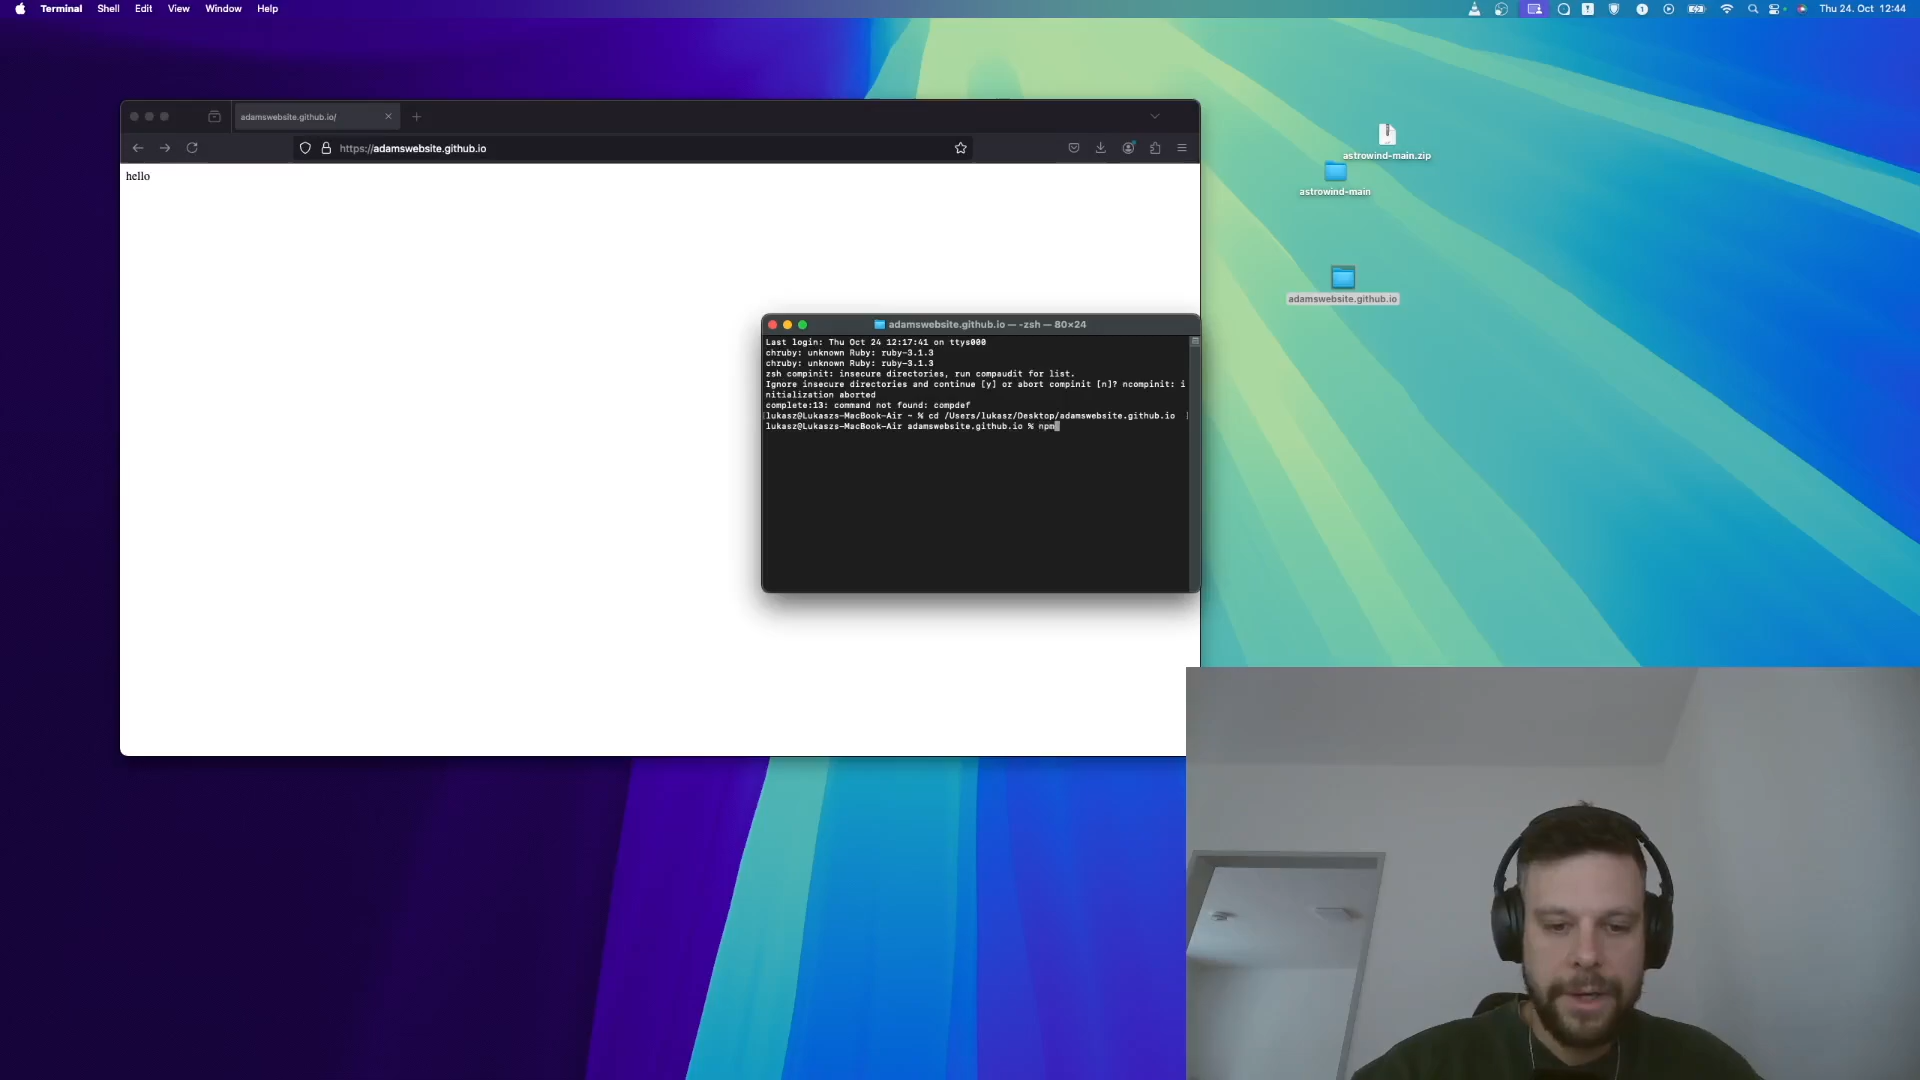 Terminal Shell Edit View Window Help
Thu 24. Oct 12:44
adamswebsite.github.io/
https://adamswebsite.github.io
hello
astrowind-main.zip
astrowind-main
adamswebsite.github.io
adamswebsite.github.io — -zsh — 80×24
Last login: Thu Oct 24 12:17:41 on ttys000
chruby: unknown Ruby: ruby-3.1.3
chruby: unknown Ruby: ruby-3.1.3
zsh compinit: insecure directories, run compaudit for list.
Ignore insecure directories and continue [y] or abort compinit [n]? ncompinit: i
nitialization aborted
complete:13: command not found: compdef
[lukasz@Lukaszs-MacBook-Air ~ % cd /Users/lukasz/Desktop/adamswebsite.github.io ]
lukasz@Lukaszs-MacBook-Air adamswebsite.github.io % npm